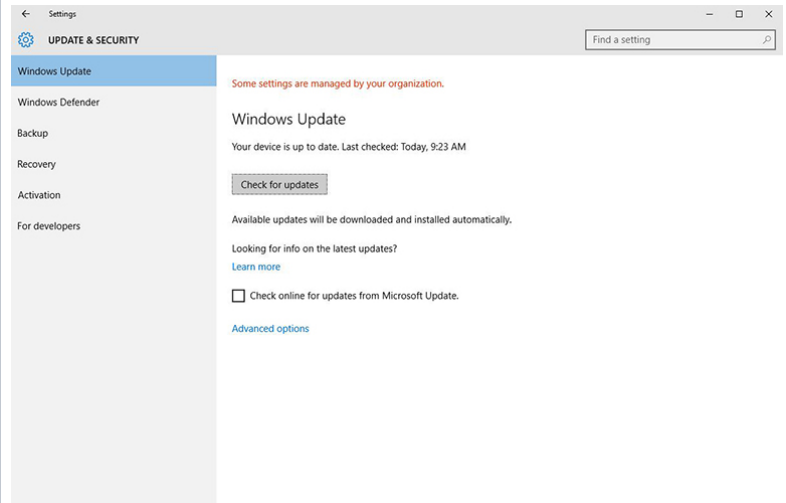 Settings
UPDATE & SECURITY
Find a setting
Windows Update
Windows Defender
Backup
Recovery
Activation
For developers
Some settings are managed by your organization.
Windows Update
Your device is up to date. Last checked: Today, 9:23 AM
Check for updates
Available updates will be downloaded and installed automatically.
Looking for info on the latest updates?
Learn more
Check online for updates from Microsoft Update.
Advanced options